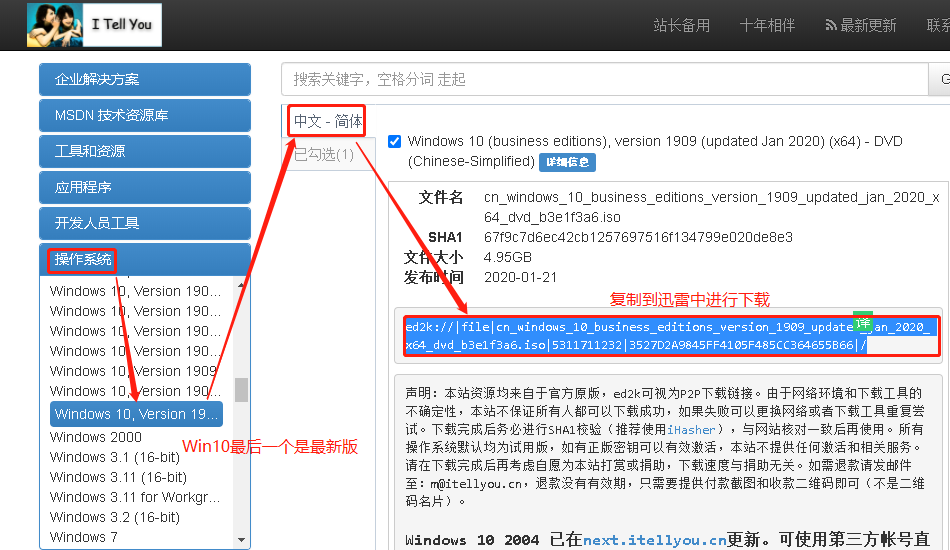 I Tell You
站长备用
十年相伴
最新更新
联系
企业解决方案
MSDN 技术资源库
工具和资源
应用程序
开发人员工具
操作系统
Windows 10, Version 190...
Windows 10, Version 190...
Windows 10, Version 190...
Windows 10, Version 190...
Windows 10, Version 1909
Windows 10, Version 190...
Windows 10, Version 19...
Windows 2000
Windows 3.1 (16-bit)
Windows 3.11 (16-bit)
Windows 3.11 for Workgr...
Windows 3.2 (16-bit)
Windows 7
Win10最后一个是最新版
搜索关键字，空格分词 走起
G
中文 - 简体
已勾选(1)
Windows 10 (business editions), version 1909 (updated Jan 2020) (x64) - DVD
(Chinese-Simplified) 详细信息
文件名 cn_windows_10_business_editions_version_1909_updated_jan_2020_x
64_dvd_b3e1f3a6.iso
SHA1 67f9c7d6ec42cb1257697516f134799e020de8e3
文件大小 4.95GB
发布时间 2020-01-21
复制到迅雷中进行下载
译
ed2k://|file|cn_windows_10_business_editions_version_1909_updated_jan_2020_
x64_dvd_b3e1f3a6.iso|5311711232|3527D2A9845FF4105F485CC364655B66|/
声明：本站资源均来自于官方原版，ed2k可视为P2P下载链接。由于网络环境和下载工具的
不确定性，本站不保证所有人都可以下载成功，如果失败可以更换网络或者下载工具重复尝
试。下载完成后务必进行SHA1校验（推荐使用iHasher），与网站核对一致后再使用。所有
操作系统默认均为试用版，如有正版密钥可以有效激活，本站不提供任何激活和相关服务。
请在下载完成后再考虑自愿为本站打赏或捐助，下载速度与捐助无关。如需退款请发邮件
至：m@itellyou.cn，退款没有有效期，只需要提供付款截图和收款二维码即可（不是二维
码名片）。
Windows 10 2004 已在next.itellyou.cn更新。可使用第三方帐号直